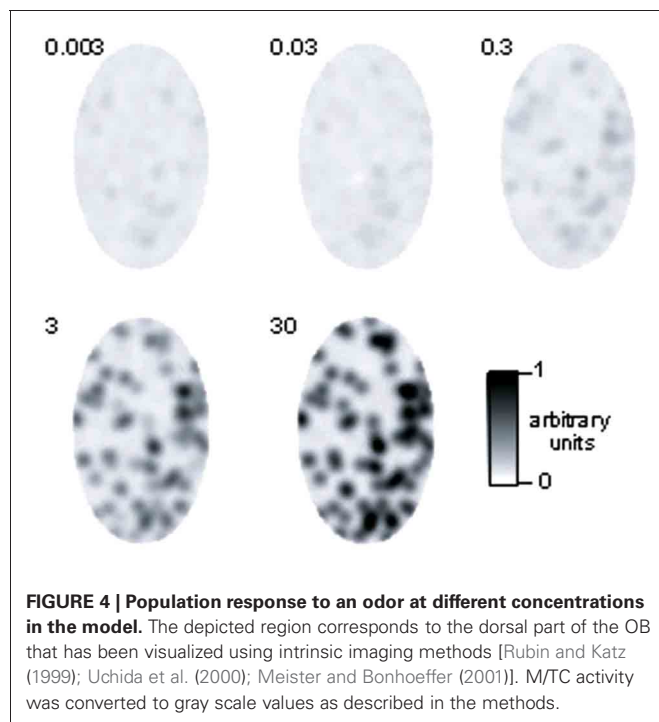 0.003
0.03
0.3
3
30
1
arbitrary
units
0
FIGURE 4 | Population response to an odor at different concentrations
in the model. The depicted region corresponds to the dorsal part of the OB
that has been visualized using intrinsic imaging methods [Rubin and Katz
(1999); Uchida et al. (2000); Meister and Bonhoeffer (2001)]. M/TC activity
was converted to gray scale values as described in the methods.